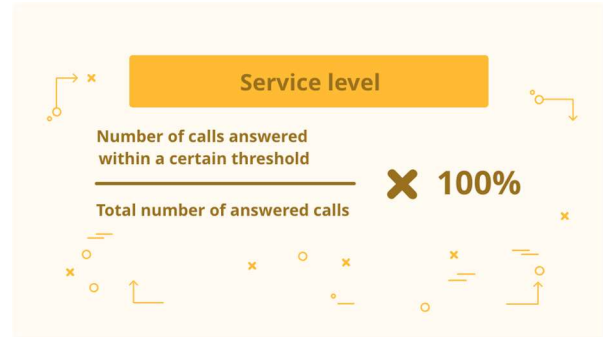 Service level
Number of calls answered
within a certain threshold
Total number of answered calls
× 100%